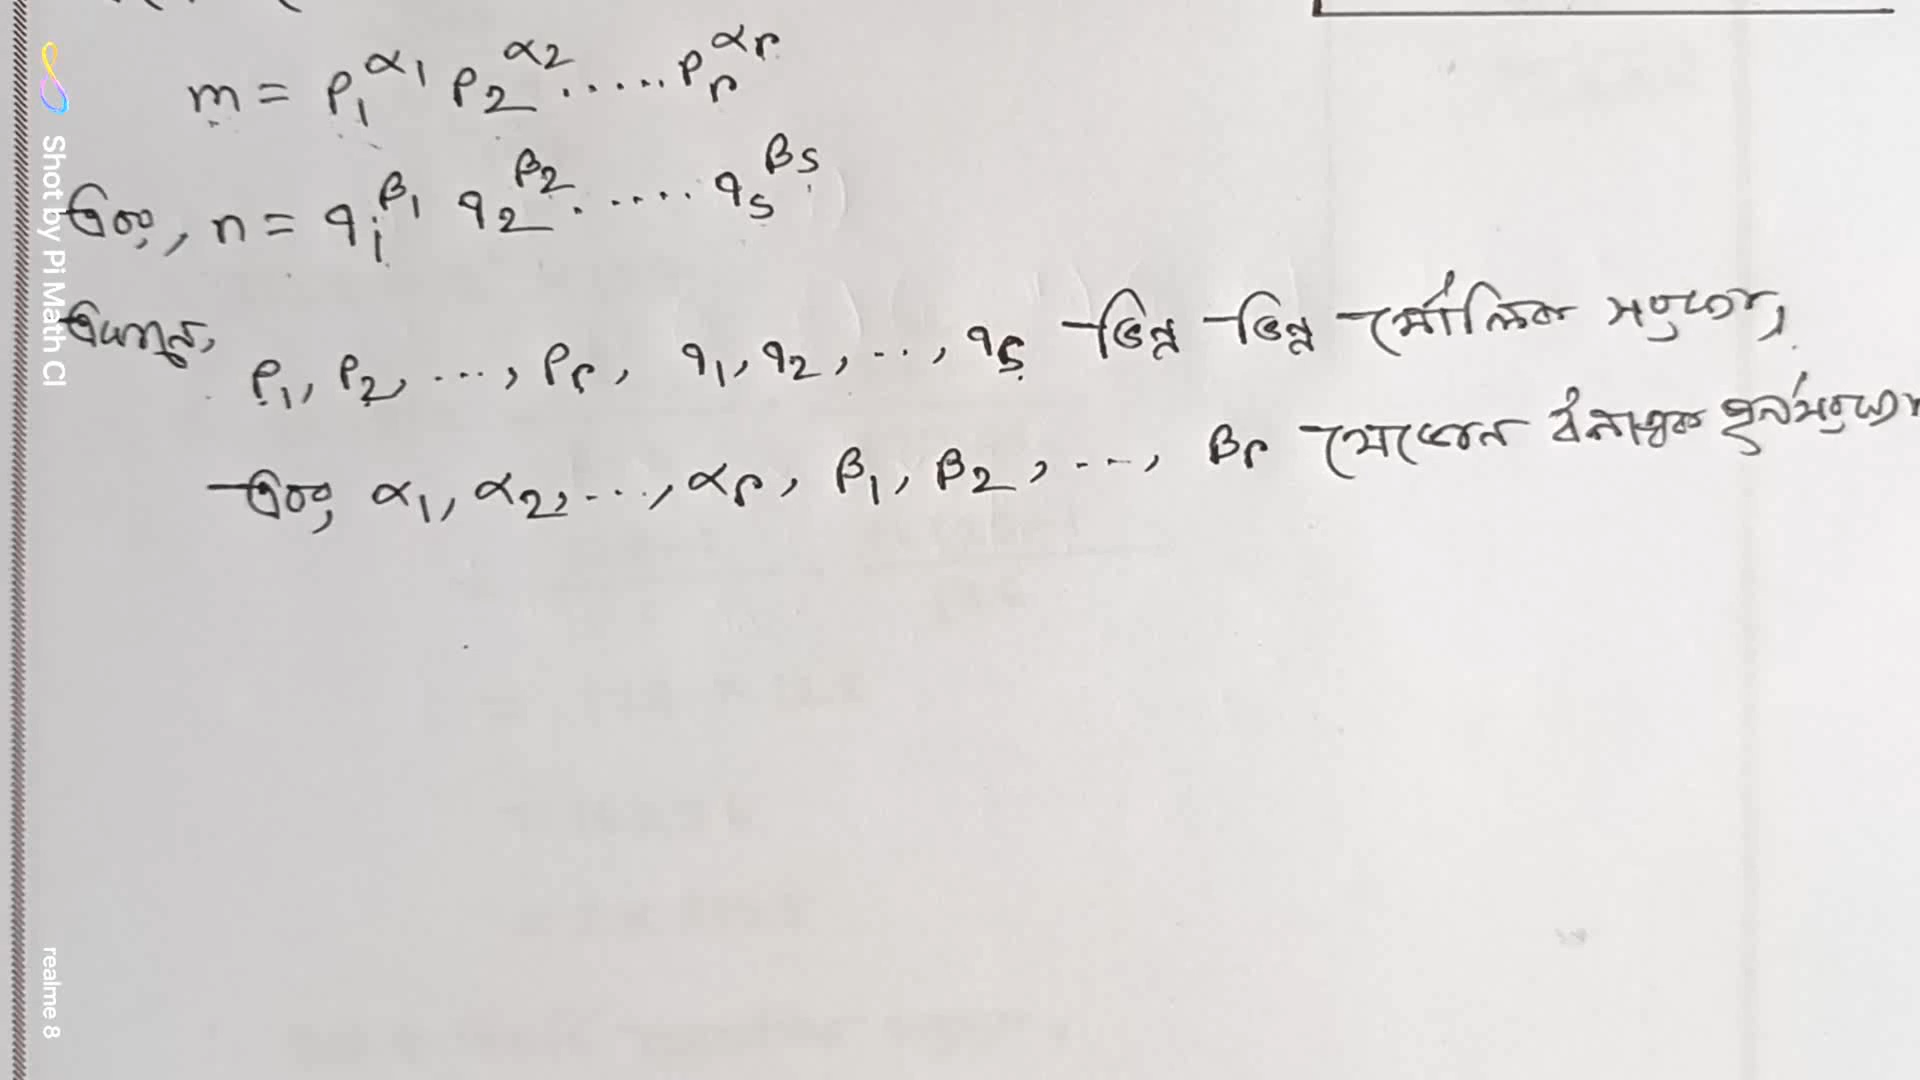 m = p₁^α₁ p₂^α₂ ..... pᵣ^αᵣ
এবং, n = q₁^β₁ q₂^β₂ ..... qₛ^βₛ
এখানে, p₁, p₂, ..., pᵣ, q₁, q₂, ..., qₛ ভিন্ন ভিন্ন মৌলিক সংখ্যা,
এবং α₁, α₂, ..., αᵣ, β₁, β₂, ..., βᵣ যেকোন ধনাত্মক পূর্ণসংখ্যা
Shot by Pi Math Cl
realme 8